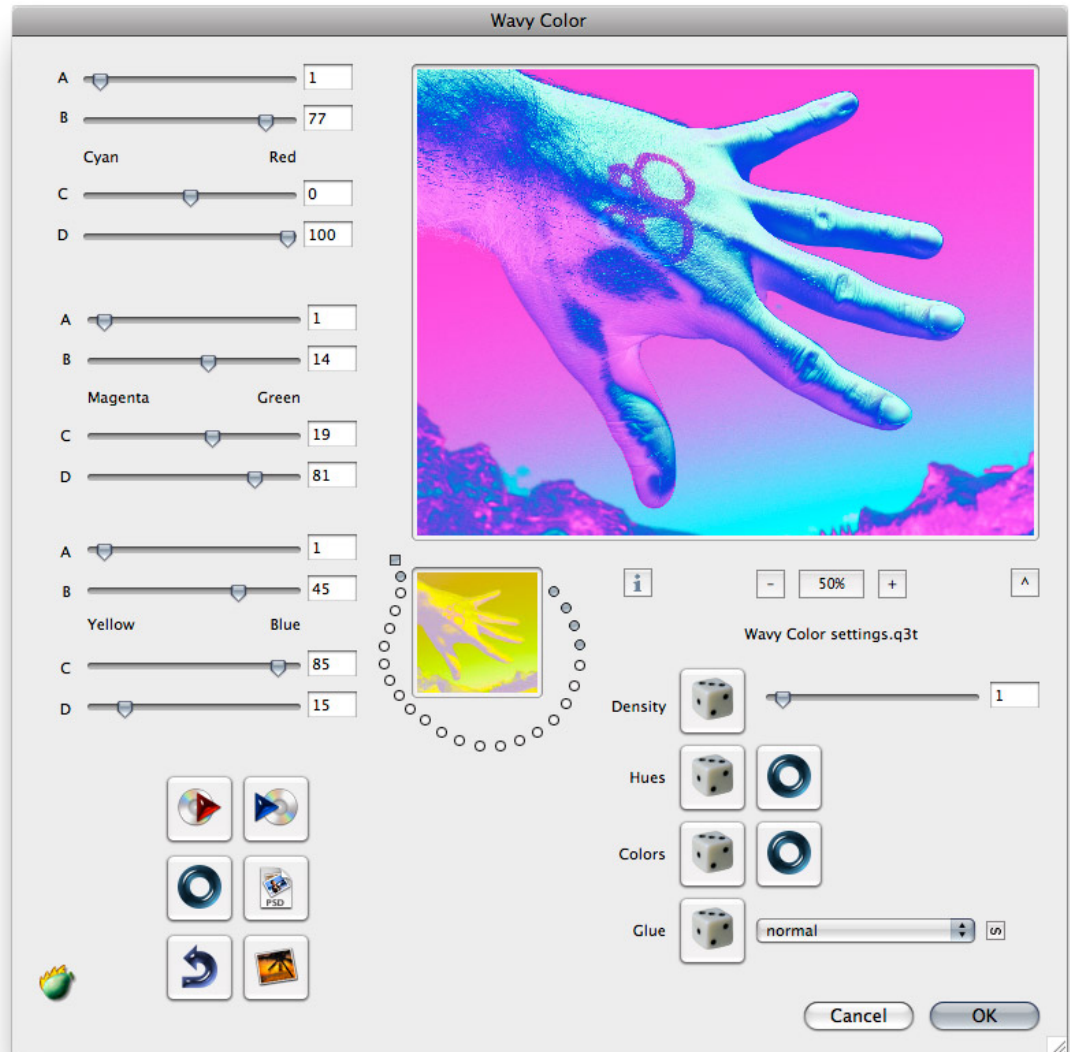 Wavy Color
A 1
B 77
Cyan Red
C 0
D 100
A 1
B 14
Magenta Green
C 19
D 81
A 1
B 45
Yellow Blue
C 85
D 15
i
- 50% + ^
Wavy Color settings.q3t
Density 1
Hues
Colors
Glue normal S
PSD
Cancel OK